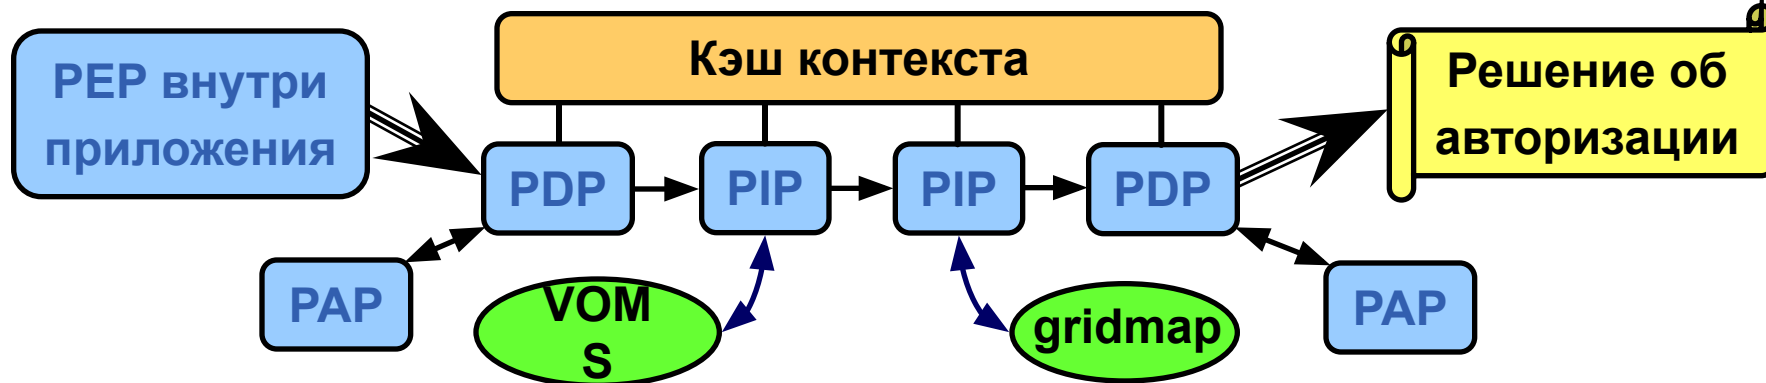 PEP внутри
приложения
Кэш контекста
Решение об
авторизации
PDP
PIP
PIP
PDP
PAP
VOM
S
gridmap
PAP